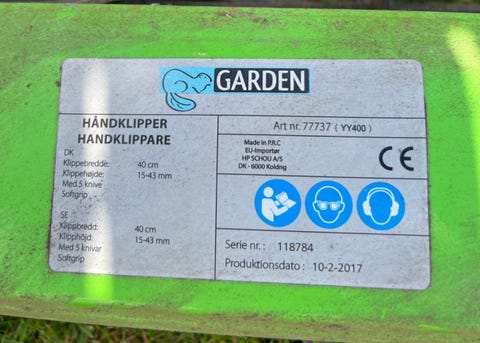 GARDEN
HÅNDKLIPPER
HANDKLIPPARE
DK
Klippebreddè: 40 cm
Klippehøjde: 15-43 mm
Med 5 knive
Softgrip
SE
Klippbredd: 40 cm
Klipphöjd: 15-43 mm
Med 5 knivar
Softgrip
Art nr. 77737 ( YY400 )
Made in P.R.C
EU-Importør
HP SCHOU A/S
DK - 6000 Kolding
CE
Serie nr.: 118784
Produktionsdato: 10-2-2017